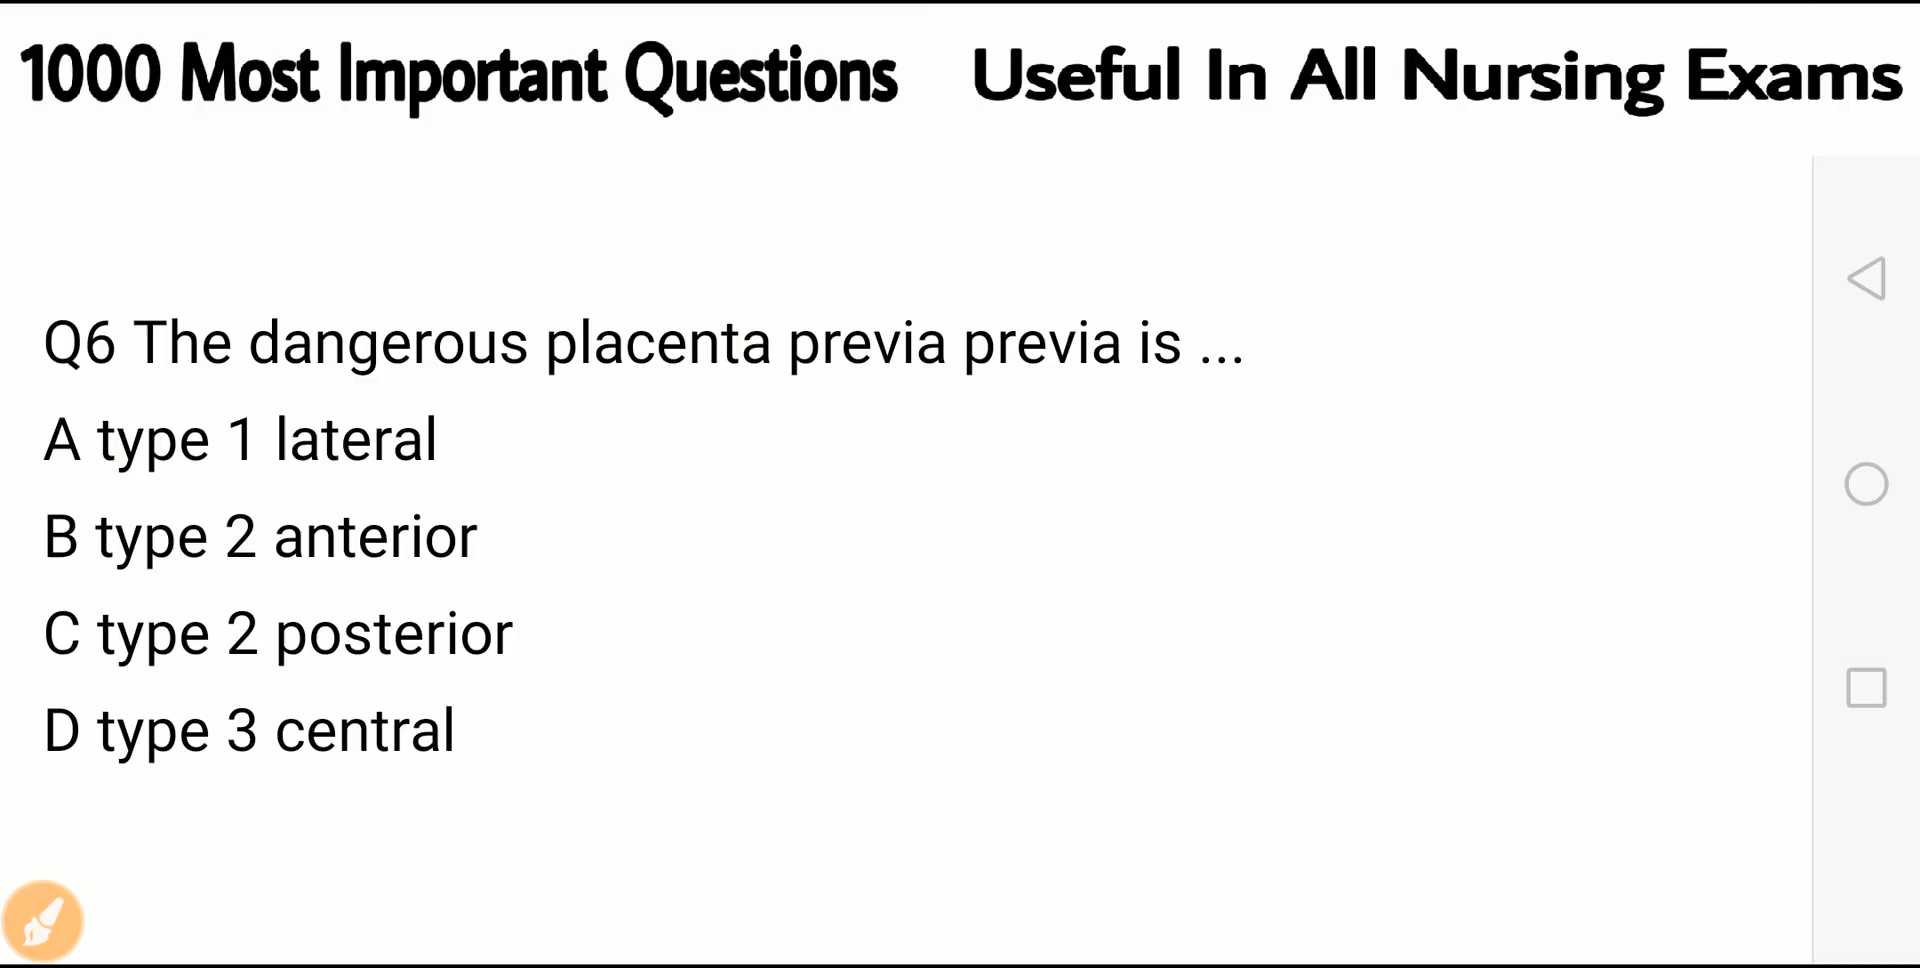 1000 Most Important Questions Useful In All Nursing Exams
Q6 The dangerous placenta previa previa is ...
A type 1 lateral
B type 2 anterior
C type 2 posterior
D type 3 central